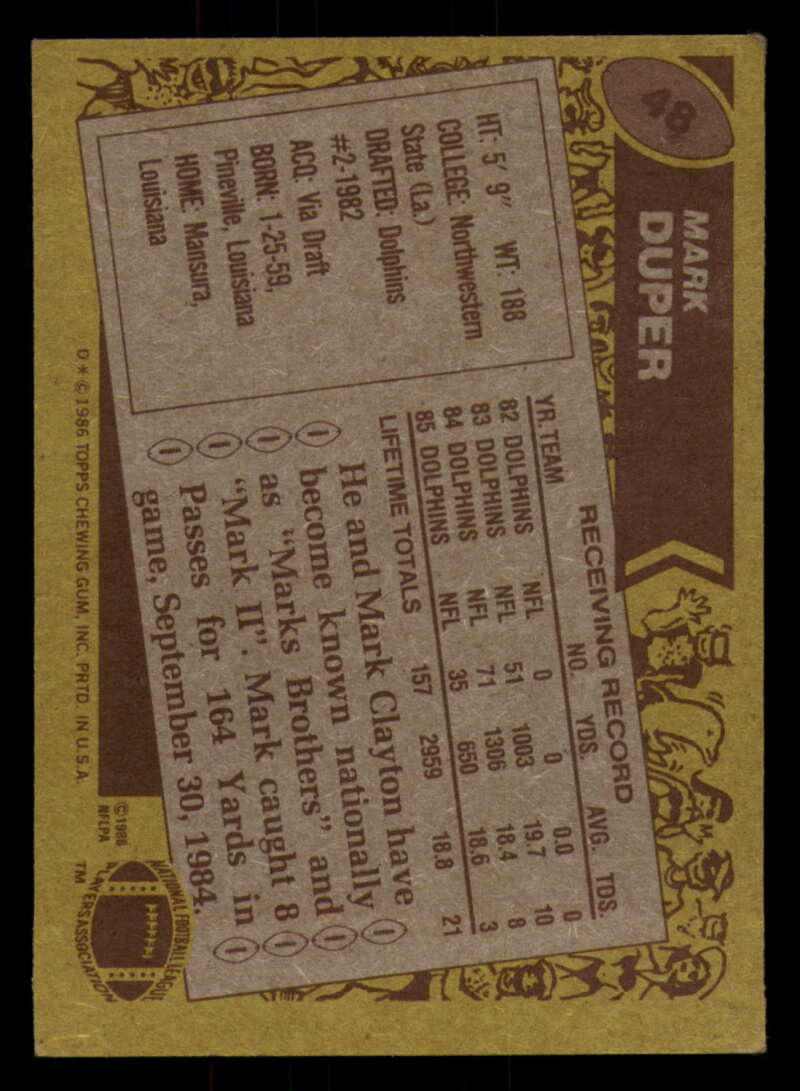 48
MARK
DUPER
HT: 5' 9" WT: 188
COLLEGE: Northwestern
State (La.)
DRAFTED: Dolphins
#2-1982
ACQ: Via Draft
BORN: 1-25-59,
Pineville, Louisiana
HOME: Mansura,
Louisiana
RECEIVING RECORD
YR. TEAM NO. YDS. AVG. TDS.
82 DOLPHINS NFL 0 0 0.0 0
83 DOLPHINS NFL 51 1003 19.7 10
84 DOLPHINS NFL 71 1306 18.4 8
85 DOLPHINS NFL 35 650 18.6 3
LIFETIME TOTALS 157 2959 18.8 21
He and Mark Clayton have
become known nationally
as "Marks Brothers" and
"Mark II". Mark caught 8
Passes for 164 Yards in
game, September 30, 1984.
D * © 1986 TOPPS CHEWING GUM, INC. PRTD. IN U.S.A.
© 1986
NFLPA
NATIONAL FOOTBALL LEAGUE
PLAYERS ASSOCIATION
TM